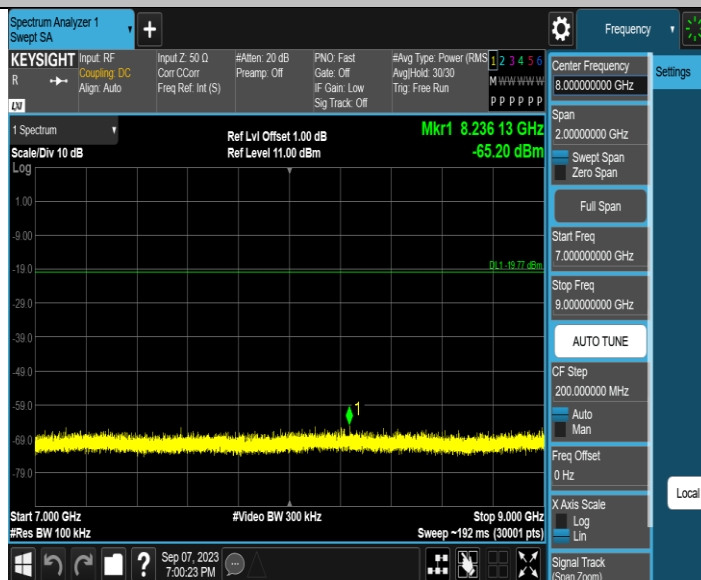 Spectrum Analyzer 1
Swept SA
Frequency
KEYSIGHT
R
LXI
Input: RF
Coupling: DC
Align: Auto
Input Z: 50 Ω
Corr CCorr
Freq Ref: Int (S)
#Atten: 20 dB
Preamp: Off
PNO: Fast
Gate: Off
IF Gain: Low
Sig Track: Off
#Avg Type: Power (RMS
Avg|Hold: 30/30
Trig: Free Run
1 2 3 4 5 6
M W W W W W
P P P P P P
1 Spectrum
Scale/Div 10 dB
Log
Ref Lvl Offset 1.00 dB
Ref Level 11.00 dBm
Mkr1 8.236 13 GHz
-65.20 dBm
1.00
-9.00
-19.0
-29.0
-39.0
-49.0
-59.0
-69.0
-79.0
DL1 -19.77 dBm
1
Start 7.000 GHz
#Res BW 100 kHz
#Video BW 300 kHz
Stop 9.000 GHz
Sweep ~192 ms (30001 pts)
?
Sep 07, 2023
7:00:23 PM
Center Frequency
8.00000000 GHz
Span
2.00000000 GHz
Swept Span
Zero Span
Full Span
Start Freq
7.000000000 GHz
Stop Freq
9.000000000 GHz
AUTO TUNE
CF Step
200.000000 MHz
Auto
Man
Freq Offset
0 Hz
X Axis Scale
Log
Lin
Signal Track
(Span Zoom)
Settings
Local